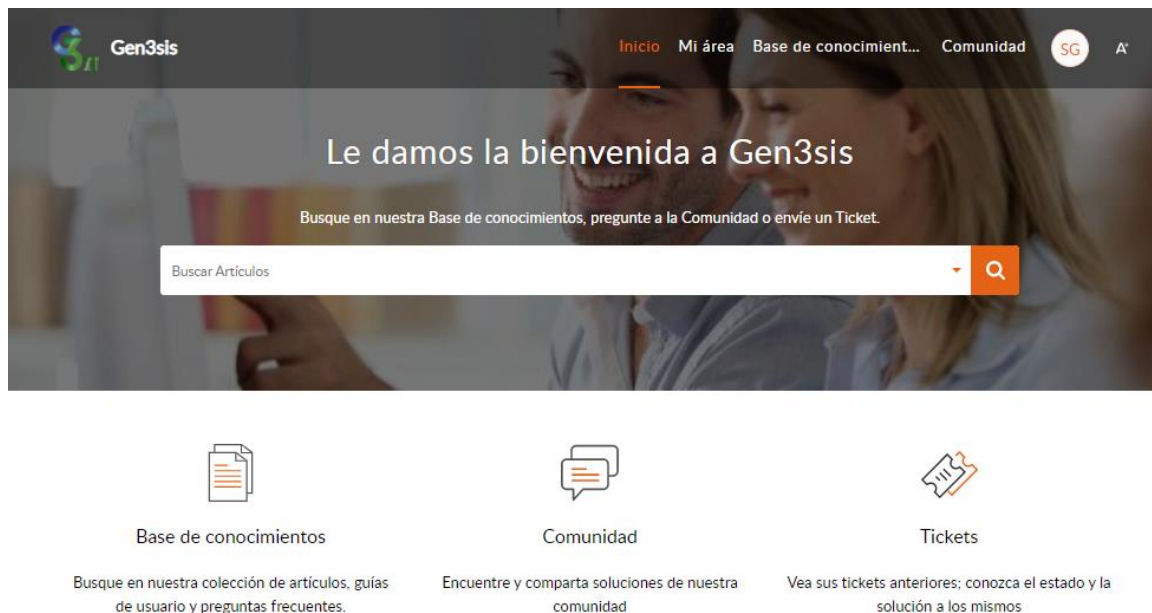 Gen3sis
Inicio Mi área Base de conocimient... Comunidad SG A+
Le damos la bienvenida a Gen3sis
Busque en nuestra Base de conocimientos, pregunte a la Comunidad o envíe un Ticket.
Buscar Artículos
Base de conocimientos
Busque en nuestra colección de artículos, guías
de usuario y preguntas frecuentes.
Comunidad
Encuentre y comparta soluciones de nuestra
comunidad
Tickets
Vea sus tickets anteriores; conozca el estado y la
solución a los mismos